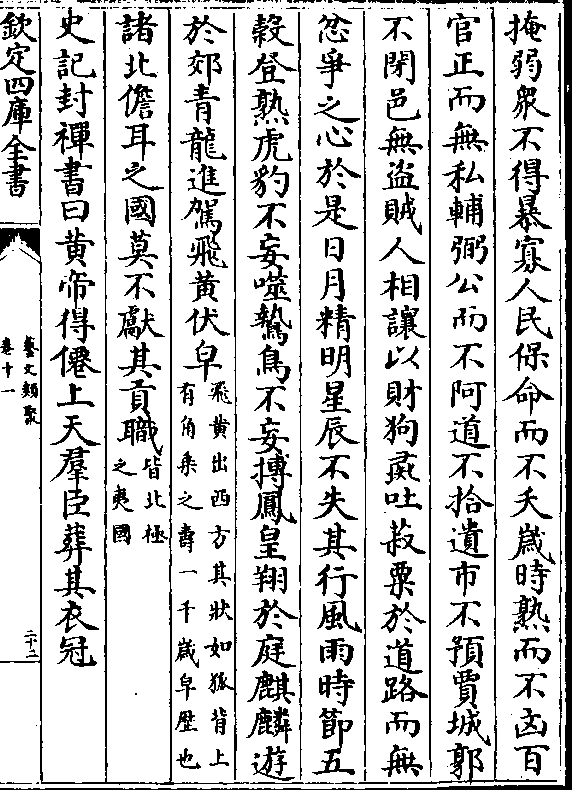 掩弱衆不得暴寡人民保命而不夭歲時熟而不凶百
官正而無私輔弼公而不阿道不拾遺市不預賈城郭
不閉邑無盜賊人相讓以財狗彘吐菽粟於道路而無
忿爭之心於是日月精明星辰不失其行風雨時節五
穀登熟虎豹不妄噬鷙鳥不妄搏鳳皇翔於庭麒麟遊
於郊青龍進駕飛黄伏皁飛黄出西方其狀如狐背上
有角乗之壽一千歲皁歴也
諸北儋耳之國莫不獻其貢職皆北極
之夷國
史記封禪書曰黄帝得僊上天羣臣葬其衣冠
欽定四庫全書
藝文類聚
卷十一
二十二